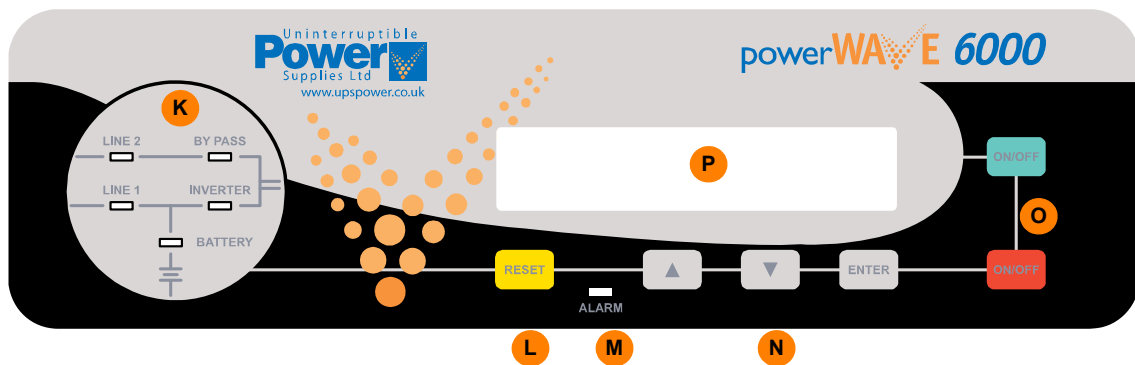 Uninterruptible
Power
Supplies Ltd
www.upspower.co.uk
powerWAVE 6000
K
LINE 2 BY PASS
LINE 1 INVERTER
BATTERY
P
ON/OFF
O
RESET ▲ ▼ ENTER ON/OFF
ALARM
L M N